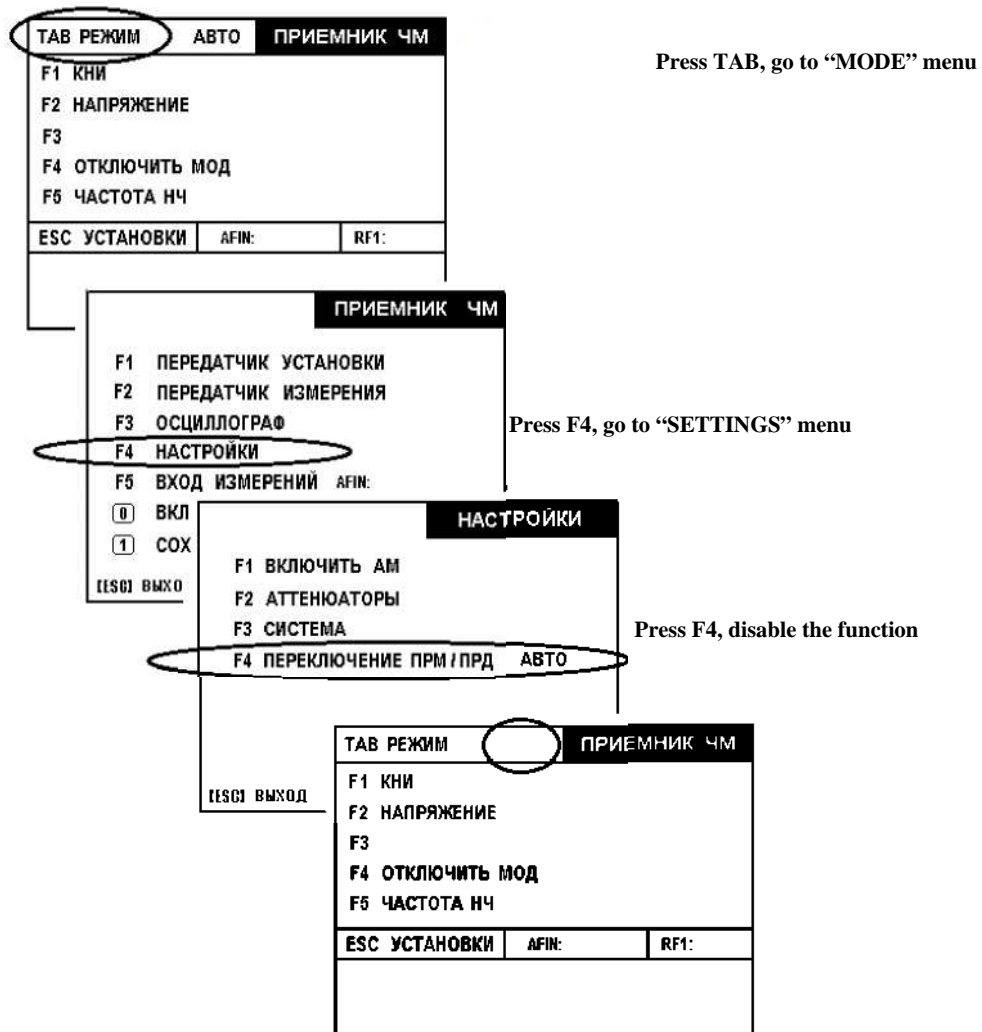 TAB РЕЖИМ АВТО ПРИЕМНИК ЧМ
Press TAB, go to “MODE” menu
F1 КНИ
F2 НАПРЯЖЕНИЕ
F3
F4 ОТКЛЮЧИТЬ МОД
F5 ЧАСТОТА НЧ
ESC УСТАНОВКИ AFIN: RF1:
ПРИЕМНИК ЧМ
F1 ПЕРЕДАТЧИК УСТАНОВКИ
F2 ПЕРЕДАТЧИК ИЗМЕРЕНИЯ
F3 ОСЦИЛЛОГРАФ
Press F4, go to “SETTINGS” menu
F4 НАСТРОЙКИ
F5 ВХОД ИЗМЕРЕНИЙ AFIN:
0 ВКЛ
1 СОХ
[ESC] ВЫХО
НАСТРОЙКИ
F1 ВКЛЮЧИТЬ АМ
F2 АТТЕНЮАТОРЫ
F3 СИСТЕМА
Press F4, disable the function
F4 ПЕРЕКЛЮЧЕНИЕ ПРМ/ПРД АВТО
[ESC] ВЫХОД
TAB РЕЖИМ ПРИЕМНИК ЧМ
F1 КНИ
F2 НАПРЯЖЕНИЕ
F3
F4 ОТКЛЮЧИТЬ МОД
F5 ЧАСТОТА НЧ
ESC УСТАНОВКИ AFIN: RF1: